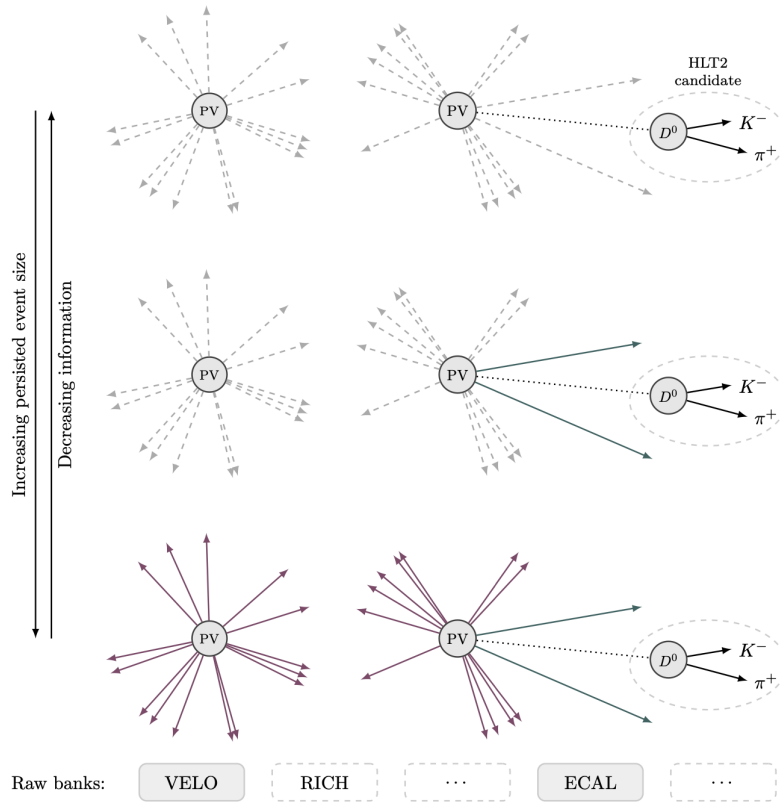 HLT2
candidate
PV
PV
D⁰
K⁻
π⁺
Increasing persisted event size
Decreasing information
PV
PV
D⁰
K⁻
π⁺
PV
PV
D⁰
K⁻
π⁺
Raw banks:
VELO
RICH
···
ECAL
···